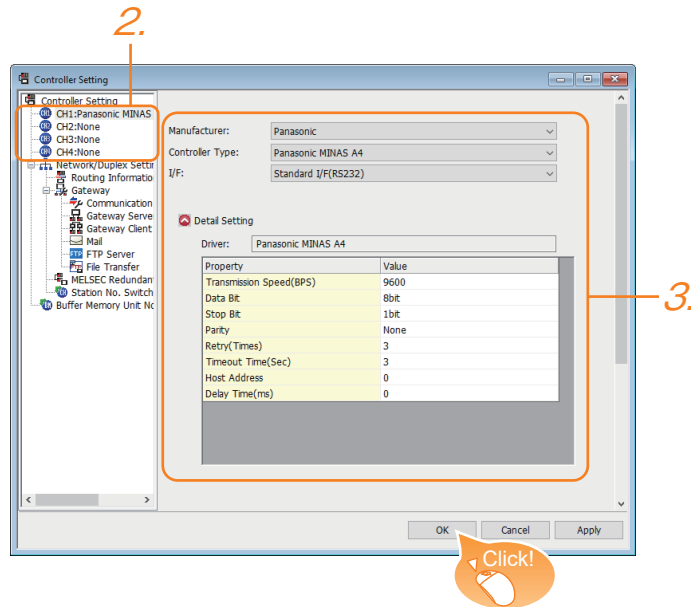 2.
Controller Setting
Controller Setting
CH1:Panasonic MINAS
CH2:None
CH3:None
CH4:None
Network/Duplex Settin
Routing Informatio
Gateway
Communication
Gateway Serve
Gateway Client
Mail
FTP Server
File Transfer
MELSEC Redundan
Station No. Switch
Buffer Memory Unit No
Manufacturer: Panasonic
Controller Type: Panasonic MINAS A4
I/F: Standard I/F(RS232)
Detail Setting
Driver: Panasonic MINAS A4
Property Value
Transmission Speed(BPS) 9600
Data Bit 8bit
Stop Bit 1bit
Parity None
Retry(Times) 3
Timeout Time(Sec) 3
Host Address 0
Delay Time(ms) 0
3.
OK Cancel Apply
Click!